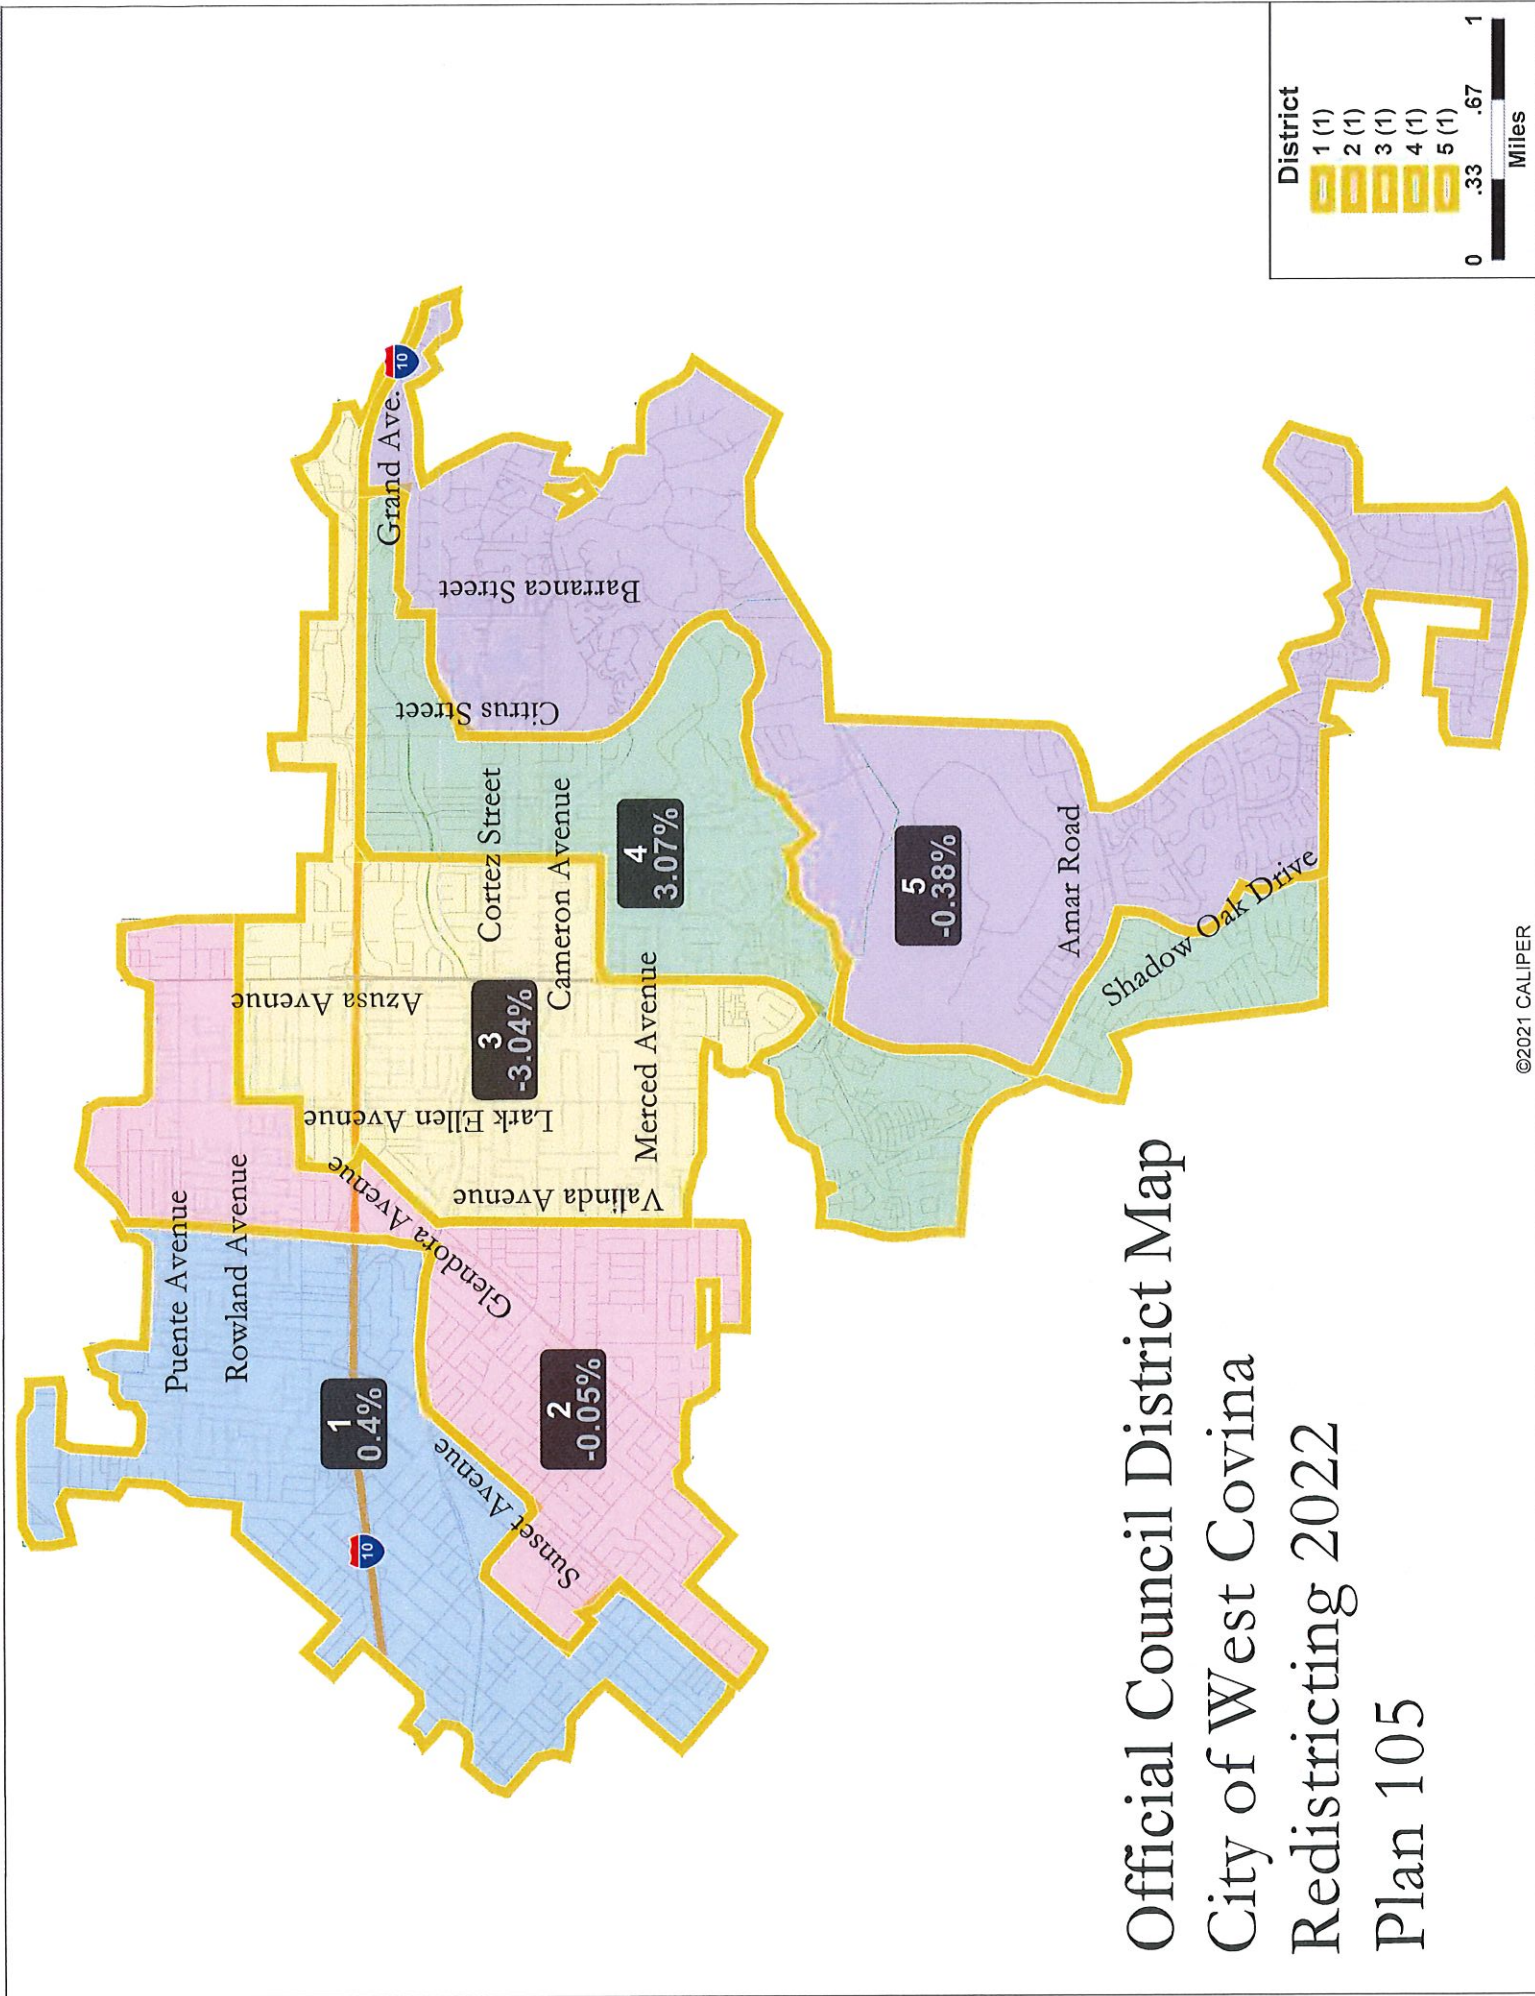 Puente Avenue
Rowland Avenue
Azusa Avenue
Lark Ellen Avenue
Valinda Avenue
Glendora Avenue
Sunset Avenue
10
1
0.4%
2
-0.05%
3
-3.04%
Cortez Street
Cameron Avenue
Merced Avenue
4
3.07%
Citrus Street
Barranca Street
Grand Ave.
10
5
-0.38%
Amar Road
Shadow Oak Drive
Official Council District Map
City of West Covina
Redistricting 2022
Plan 105
©2021 CALIPER
District
1 (1)
2 (1)
3 (1)
4 (1)
5 (1)
0 .33 .67 1
Miles